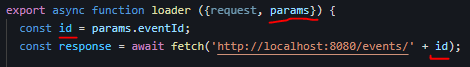 export async function loader ({request, params}) {
const id = params.eventId;
const response = await fetch('http://localhost:8080/events/' + id);